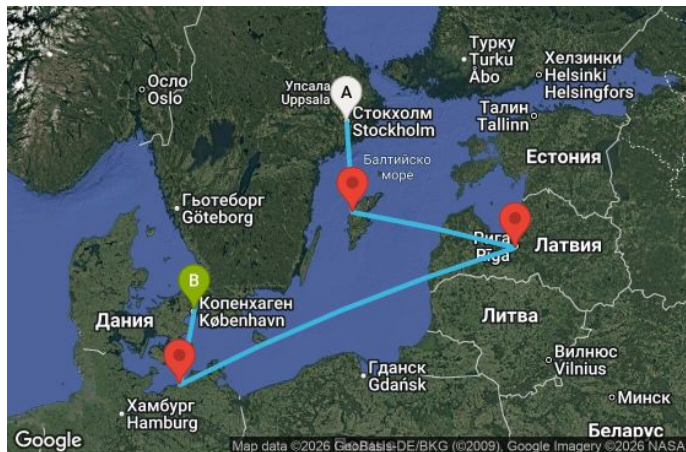 Турку
Turku
Åbo
Хелзинки
Helsinki
Helsingfors
Осло
Oslo
Упсала
Uppsala
A
Стокхолм
Stockholm
Талин
Tallinn
Балтийско
море
Естония
Гьотеборг
Göteborg
Рига
Rīga
Латвия
B
Копенхаген
København
Дания
Литва
Вилнюс
Vilnius
Гданск
Gdańsk
Хамбург
Hamburg
Минск
Беларус
Google
Map data ©2026 GeoBasis-DE/BKG (©2009), Google Imagery ©2026 NASA